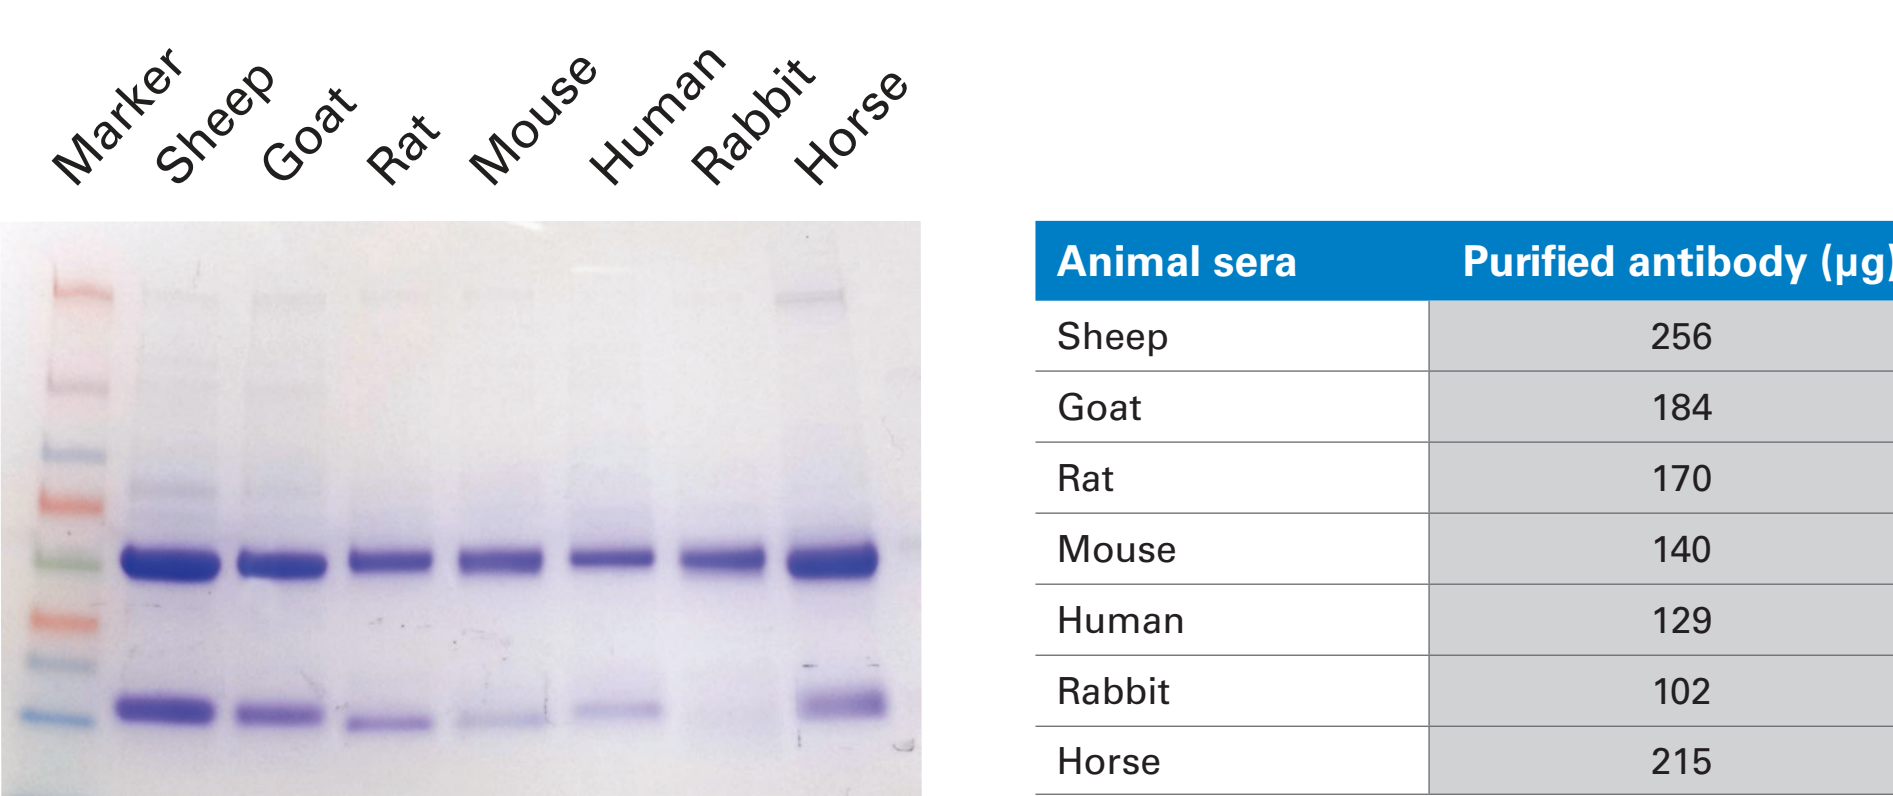 Marker
Sheep
Goat
Rat
Mouse
Human
Rabbit
Horse
Animal sera Purified antibody (µg)
Sheep 256
Goat 184
Rat 170
Mouse 140
Human 129
Rabbit 102
Horse 215